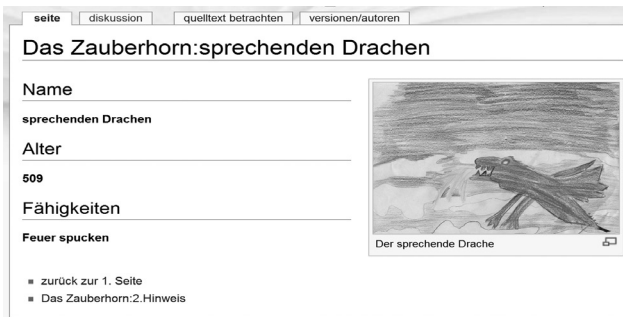 seite diskussion quelltext betrachten versionen/autoren
Das Zauberhorn:sprechenden Drachen
Name
sprechenden Drachen
Alter
509
Fähigkeiten
Feuer spucken
Der sprechende Drache
zurück zur 1. Seite
Das Zauberhorn:2.Hinweis